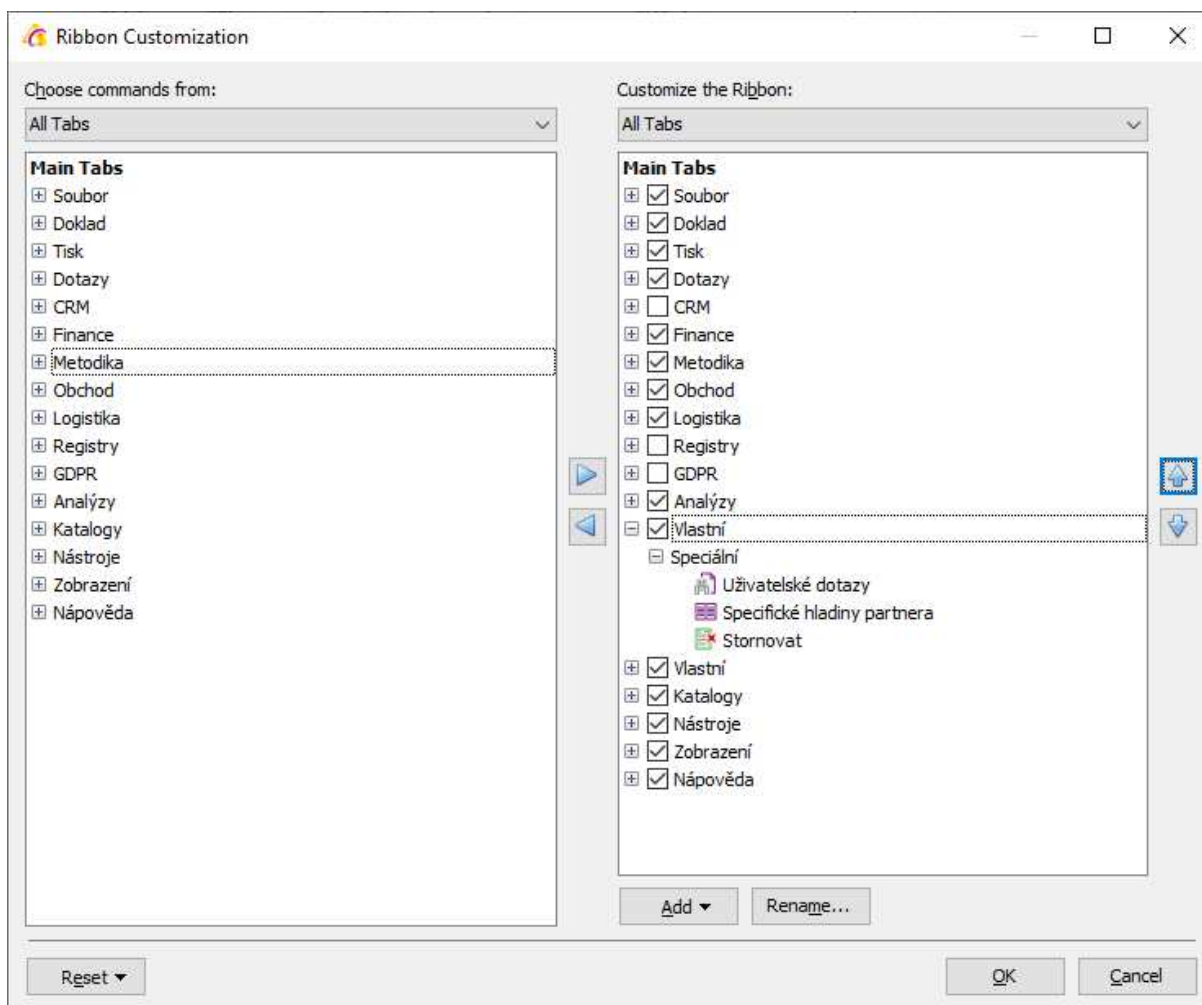 Ribbon Customization
Choose commands from:
All Tabs
Main Tabs
Soubor
Doklad
Tisk
Dotazy
CRM
Finance
Metodika
Obchod
Logistika
Registry
GDPR
Analýzy
Katalogy
Nástroje
Zobrazení
Nápověda
Customize the Ribbon:
All Tabs
Main Tabs
Soubor
Doklad
Tisk
Dotazy
CRM
Finance
Metodika
Obchod
Logistika
Registry
GDPR
Analýzy
Vlastní
Speciální
Uživatelské dotazy
Specifické hladiny partnera
Stornovat
Vlastní
Katalogy
Nástroje
Zobrazení
Nápověda
Add
Rename...
Reset
OK
Cancel